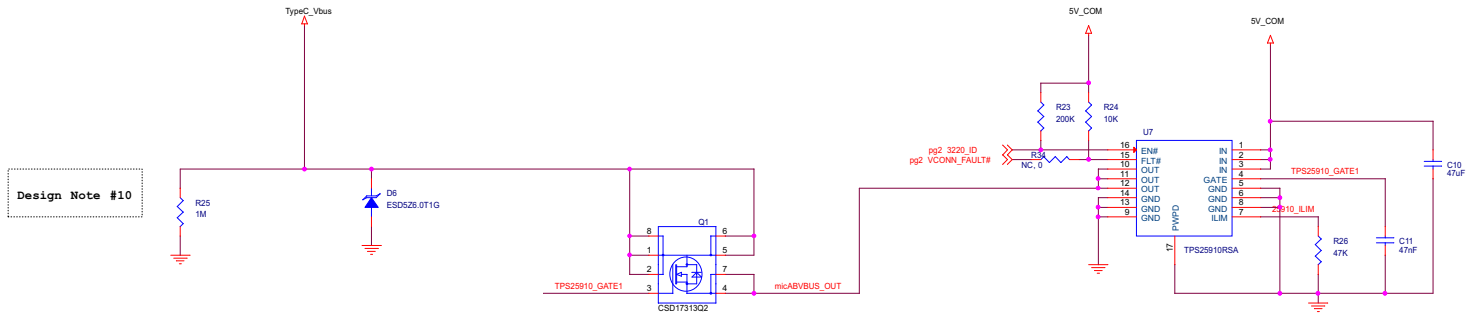 TypeC_Vbus
5V_COM
5V_COM
R23
200K
R24
10K
U7
pg2 3220_ID
pg2 VCONN_FAULT#
R34
NC, 0
16
15
10
11
12
14
13
9
EN#
FLT#
OUT
OUT
OUT
GND
GND
GND
PWPD
17
IN
IN
IN
GATE
GND
GND
GND
ILIM
1
2
3
4
5
6
8
7
TPS25910_GATE1
25910_ILIM
TPS25910RSA
C10
47uF
R26
47K
C11
47nF
Design Note #10
R25
1M
D6
ESD5Z6.0T1G
Q1
8
1
2
3
6
5
7
4
TPS25910_GATE1
micABVBUS_OUT
CSD17313Q2